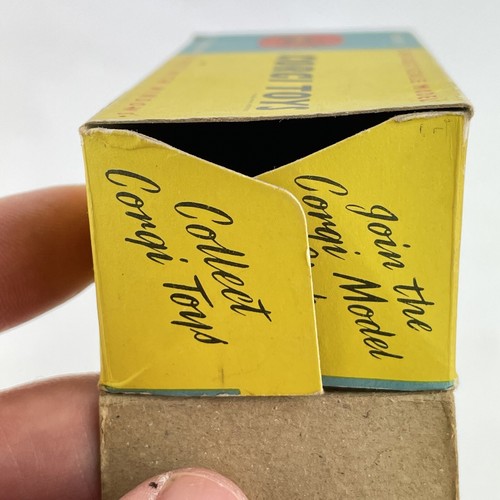 CORGI TOYS
Collect
Corgi Toys
Join the
Corgi Model